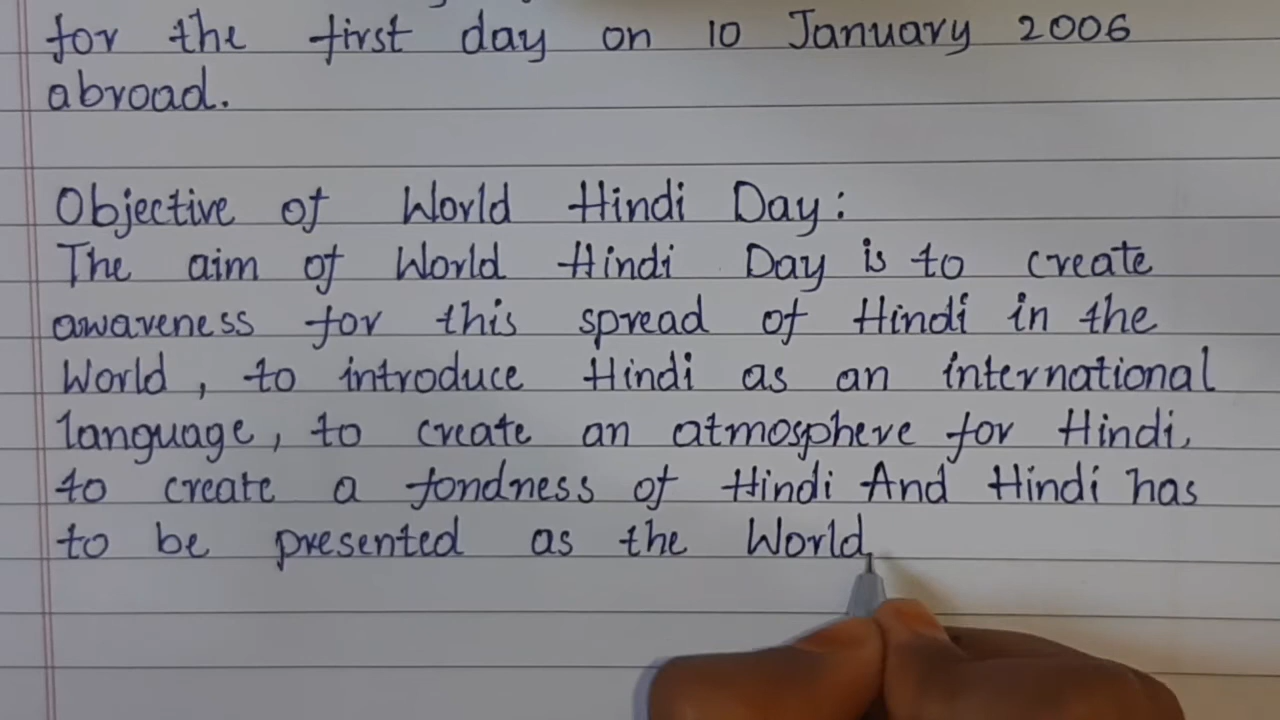 for the first day on 10 January 2006
abroad.
Objective of World Hindi Day:
The aim of World Hindi Day is to create
awareness for this spread of Hindi in the
World, to introduce Hindi as an international
language, to create an atmosphere for Hindi,
to create a fondness of Hindi And Hindi has
to be presented as the World